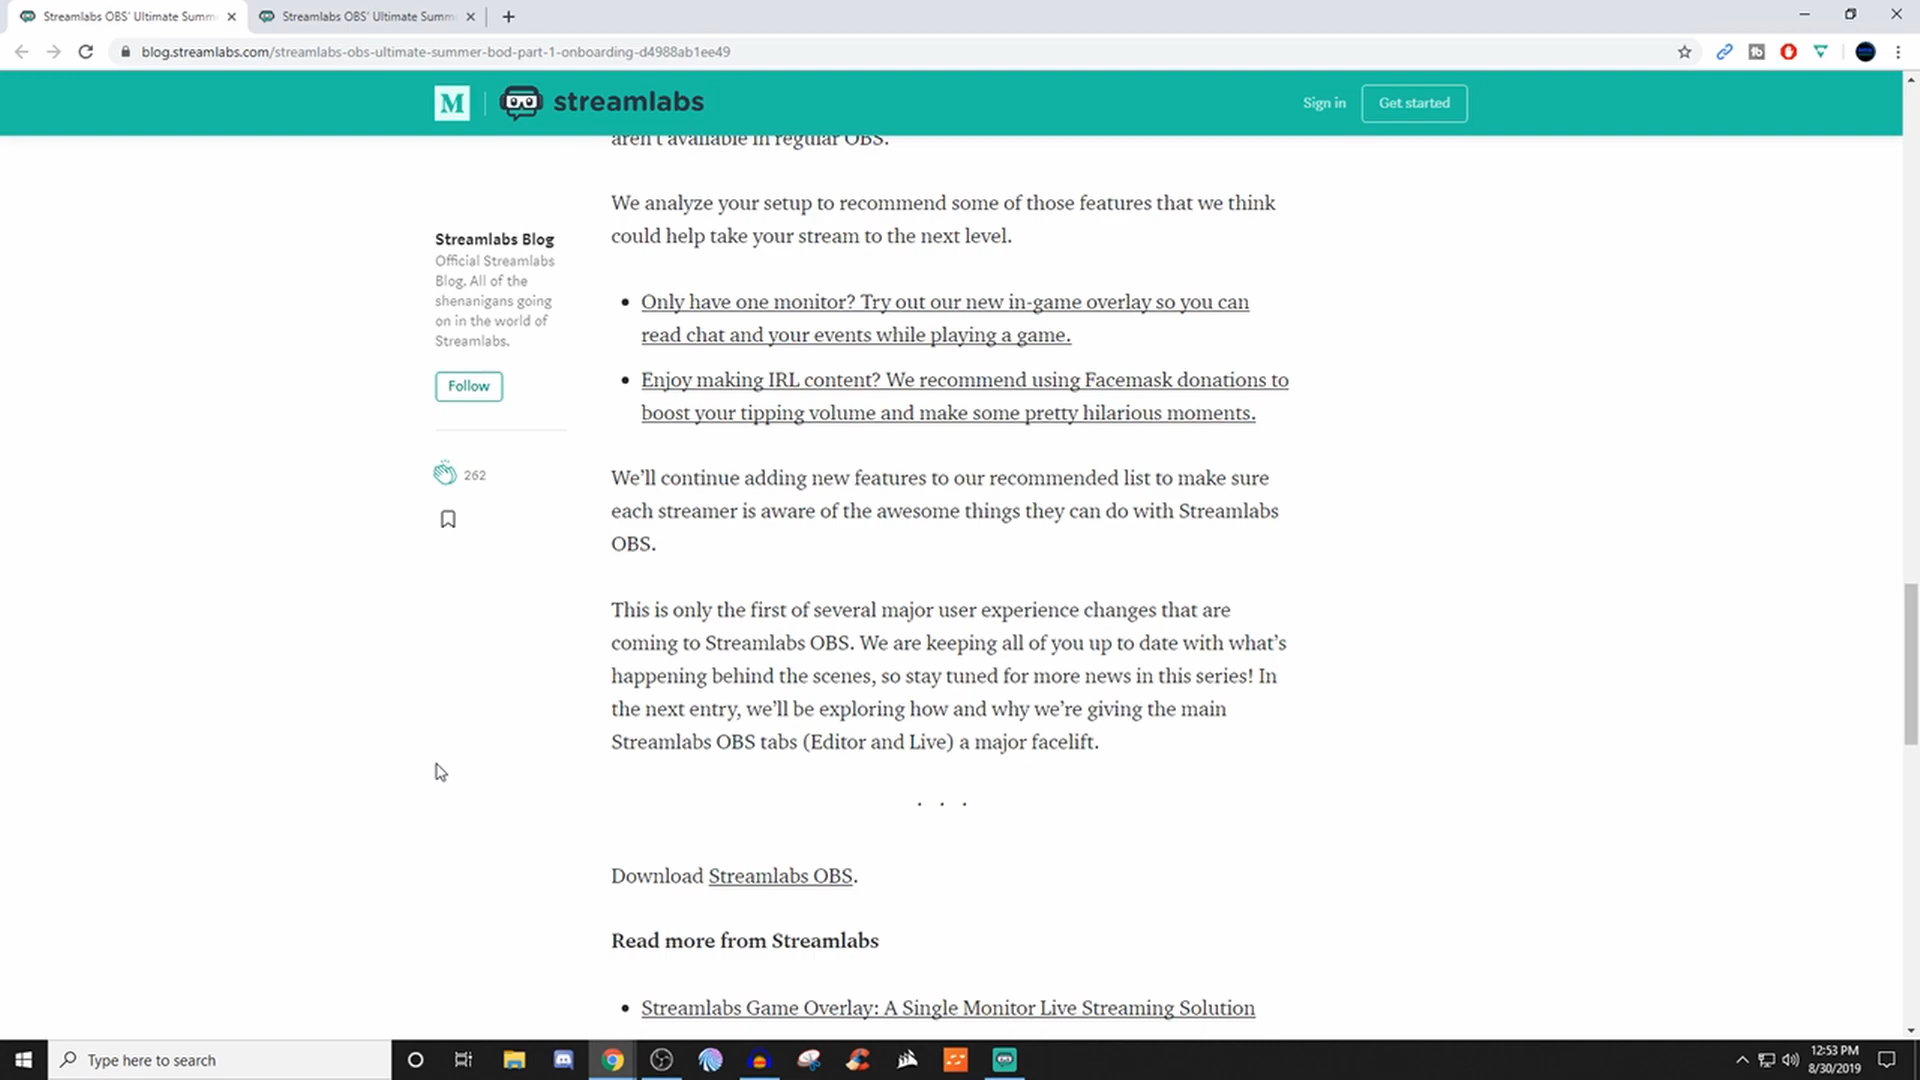 Streamlabs OBS' Ultimate Summ
Streamlabs OBS' Ultimate Summ
blog.streamlabs.com/streamlabs-obs-ultimate-summer-bod-part-1-onboarding-d4988ab1ee49
M
streamlabs
Sign in
Get started
aren't available in regular OBS.
We analyze your setup to recommend some of those features that we think
could help take your stream to the next level.
Streamlabs Blog
Official Streamlabs
Blog. All of the
shenanigans going
on in the world of
Streamlabs.
Follow
262
• Only have one monitor? Try out our new in-game overlay so you can
read chat and your events while playing a game.
• Enjoy making IRL content? We recommend using Facemask donations to
boost your tipping volume and make some pretty hilarious moments.
We'll continue adding new features to our recommended list to make sure
each streamer is aware of the awesome things they can do with Streamlabs
OBS.
This is only the first of several major user experience changes that are
coming to Streamlabs OBS. We are keeping all of you up to date with what's
happening behind the scenes, so stay tuned for more news in this series! In
the next entry, we'll be exploring how and why we're giving the main
Streamlabs OBS tabs (Editor and Live) a major facelift.
. . .
Download Streamlabs OBS.
Read more from Streamlabs
• Streamlabs Game Overlay: A Single Monitor Live Streaming Solution
Type here to search
12:53 PM
8/30/2019